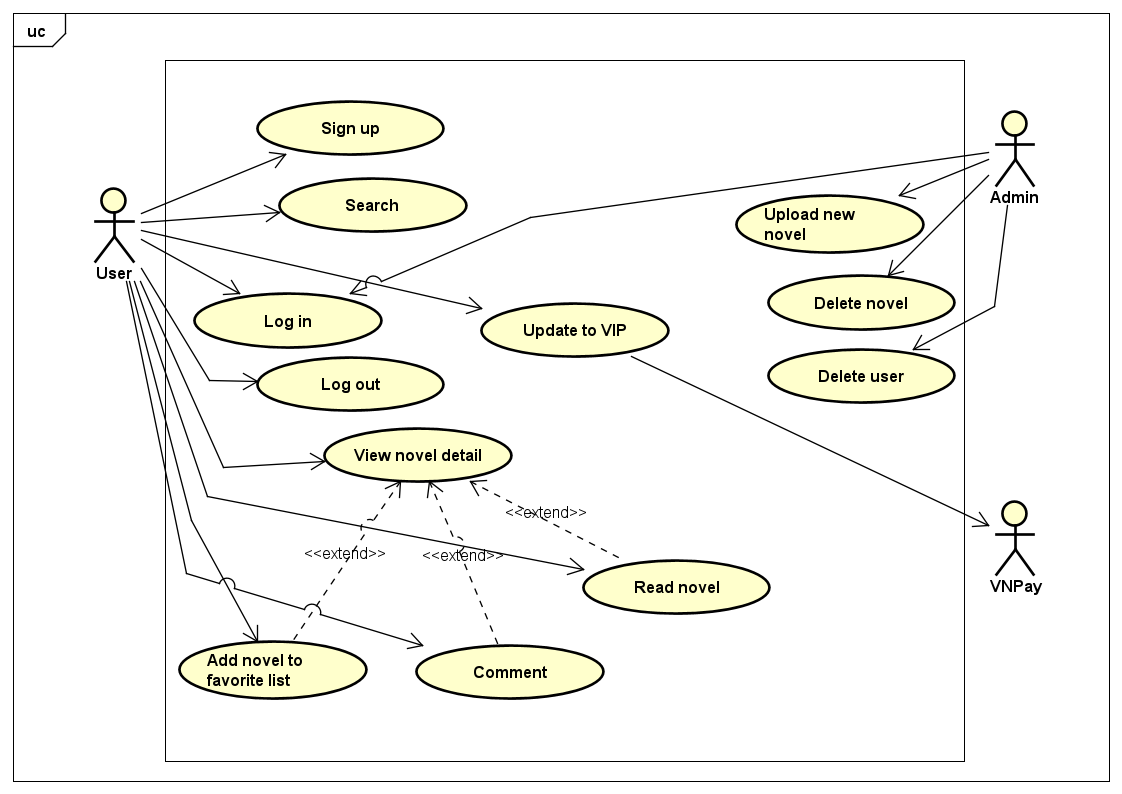 uc
Sign up
Search
Admin
Upload new
novel
User
Delete novel
Log in
Update to VIP
Delete user
Log out
View novel detail
<<extend>>
<<extend>>
<<extend>>
Read novel
VNPay
Add novel to
favorite list
Comment